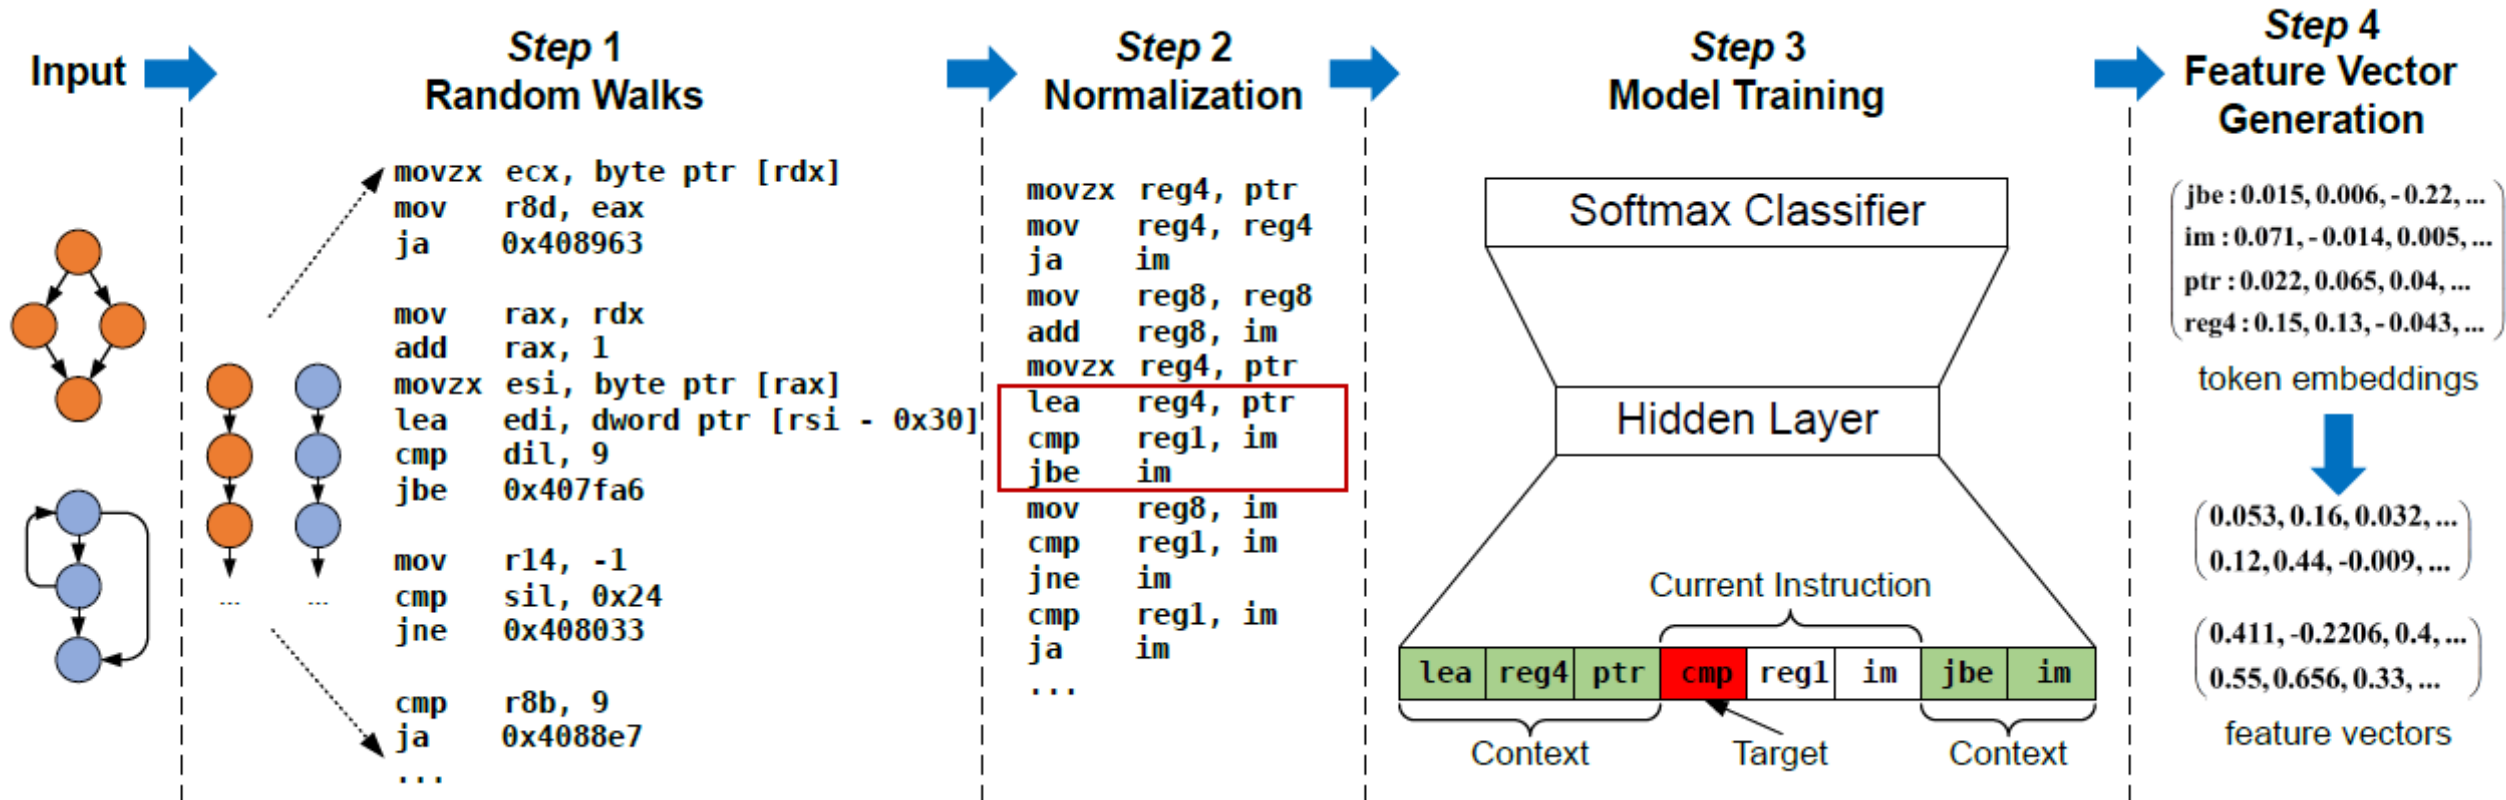 Input
Step 1
Random Walks
movzx ecx, byte ptr [rdx]
mov r8d, eax
ja 0x408963
mov rax, rdx
add rax, 1
movzx esi, byte ptr [rax]
lea edi, dword ptr [rsi - 0x30]
cmp dil, 9
jbe 0x407fa6
mov r14, -1
cmp sil, 0x24
jne 0x408033
cmp r8b, 9
ja 0x4088e7
...
...
...
Step 2
Normalization
movzx reg4, ptr
mov reg4, reg4
ja im
mov reg8, reg8
add reg8, im
movzx reg4, ptr
lea reg4, ptr
cmp reg1, im
jbe im
mov reg8, im
cmp reg1, im
jne im
cmp reg1, im
ja im
...
Step 3
Model Training
Softmax Classifier
Hidden Layer
Current Instruction
lea reg4 ptr cmp reg1 im jbe im
Context Target Context
Step 4
Feature Vector
Generation
jbe : 0.015, 0.006, - 0.22, ...
im : 0.071, - 0.014, 0.005, ...
ptr : 0.022, 0.065, 0.04, ...
reg4 : 0.15, 0.13, - 0.043, ...
token embeddings
0.053, 0.16, 0.032, ...
0.12, 0.44, -0.009, ...
0.411, -0.2206, 0.4, ...
0.55, 0.656, 0.33, ...
feature vectors